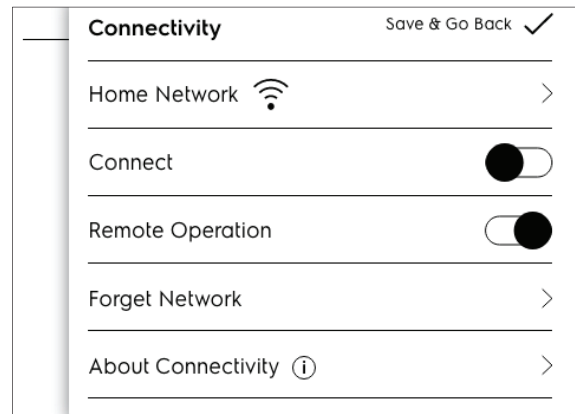 Connectivity
Save & Go Back
Home Network
Connect
Remote Operation
Forget Network
About Connectivity